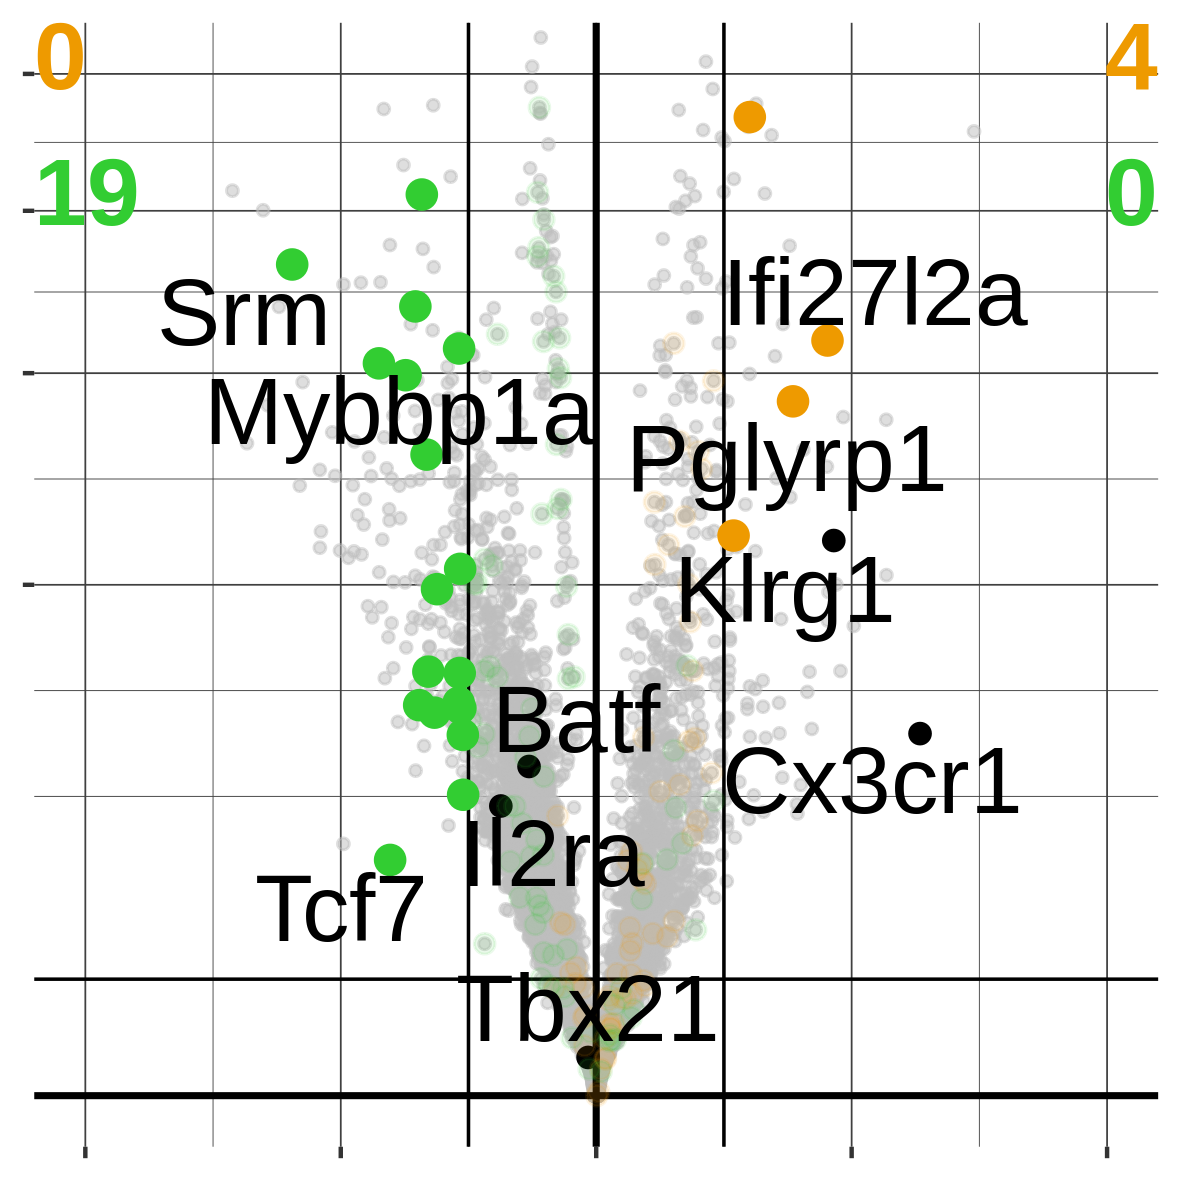 0 4
19 0
Ifi27l2a
Srm
Mybbp1a
Pglyrp1
Klrg1
Batf
Cx3cr1
Il2ra
Tcf7
Tbx21